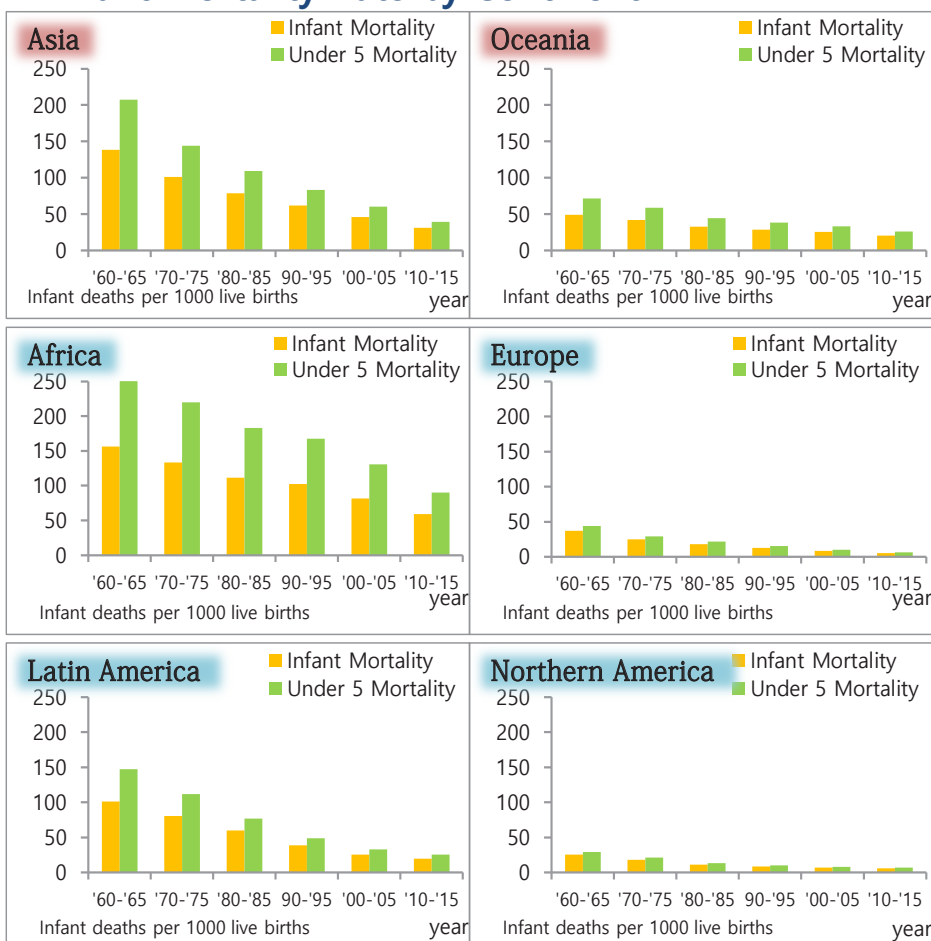 Asia
Infant Mortality
Under 5 Mortality
250
200
150
100
50
0
'60-'65 '70-'75 '80-'85 90-'95 '00-'05 '10-'15
Infant deaths per 1000 live births
year
Oceania
Infant Mortality
Under 5 Mortality
250
200
150
100
50
0
'60-'65 '70-'75 '80-'85 '90-'95 '00-'05 '10-'15
Infant deaths per 1000 live births
year
Africa
Infant Mortality
Under 5 Mortality
250
200
150
100
50
0
'60-'65 '70-'75 '80-'85 90-'95 '00-'05 '10-'15
Infant deaths per 1000 live births
year
Europe
Infant Mortality
Under 5 Mortality
250
200
150
100
50
0
'60-'65 '70-'75 '80-'85 '90-'95 '00-'05 '10-'15
Infant deaths per 1000 live births
year
Latin America
Infant Mortality
Under 5 Mortality
250
200
150
100
50
0
'60-'65 '70-'75 '80-'85 90-'95 '00-'05 '10-'15
Infant deaths per 1000 live births
year
Northern America
Infant Mortality
Under 5 Mortality
250
200
150
100
50
0
'60-'65 '70-'75 '80-'85 '90-'95 '00-'05 '10-'15
Infant deaths per 1000 live births
year